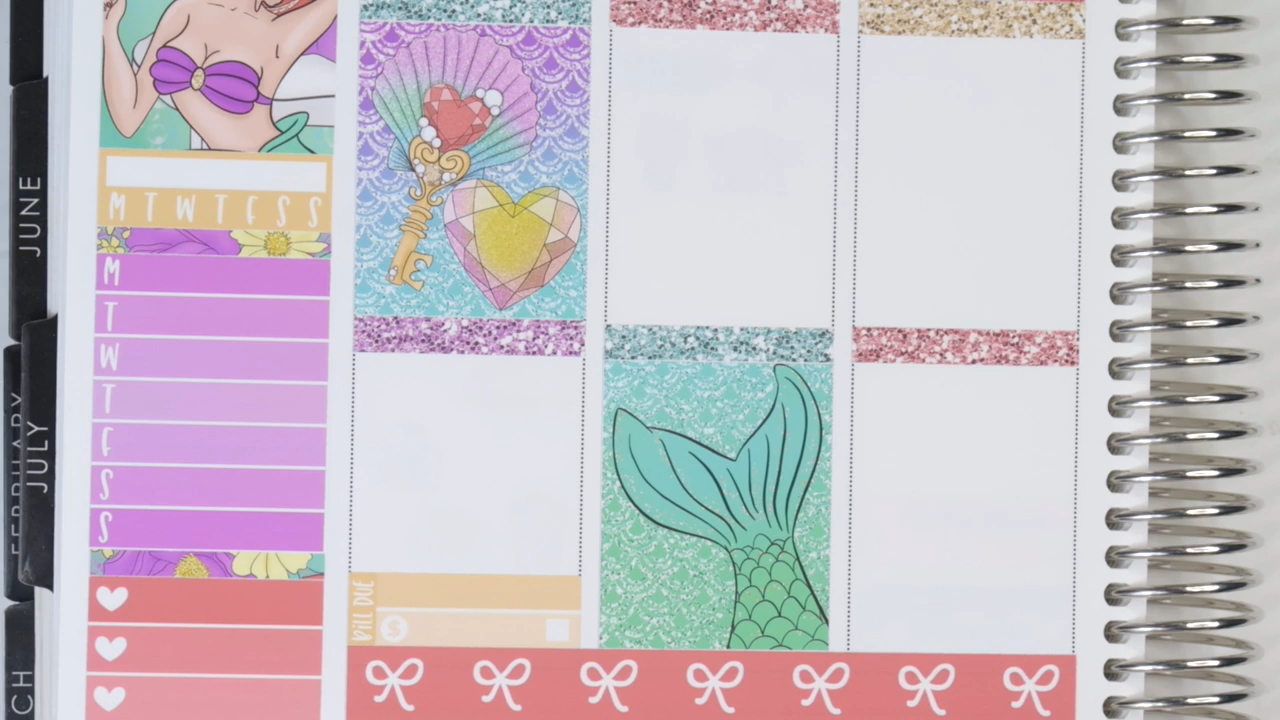 JUNE
FEBRUARY
JULY
CH
M T W T F S S
M
T
W
T
F
S
S
BILL DUE
$